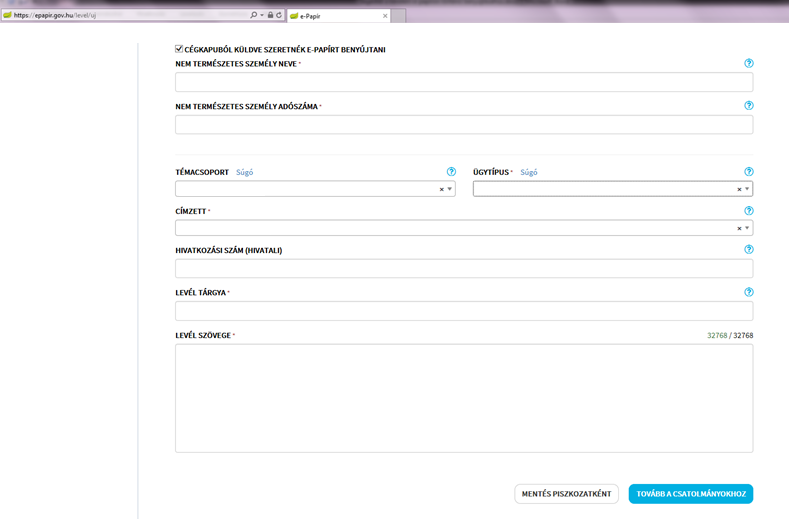 https://epapir.gov.hu/level/uj
e-Papír
CÉGKAPUBÓL KÜLDVE SZERETNÉK E-PAPÍRT BENYÚJTANI
NEM TERMÉSZETES SZEMÉLY NEVE *
NEM TERMÉSZETES SZEMÉLY ADÓSZÁMA *
TÉMACSOPORT Súgó ÜGYTÍPUS * Súgó
CÍMZETT *
HIVATKOZÁSI SZÁM (HIVATALI)
LEVÉL TÁRGYA *
LEVÉL SZÖVEGE * 32768 / 32768
MENTÉS PISZKOZATKÉNT TOVÁBB A CSATOLMÁNYOKHOZ